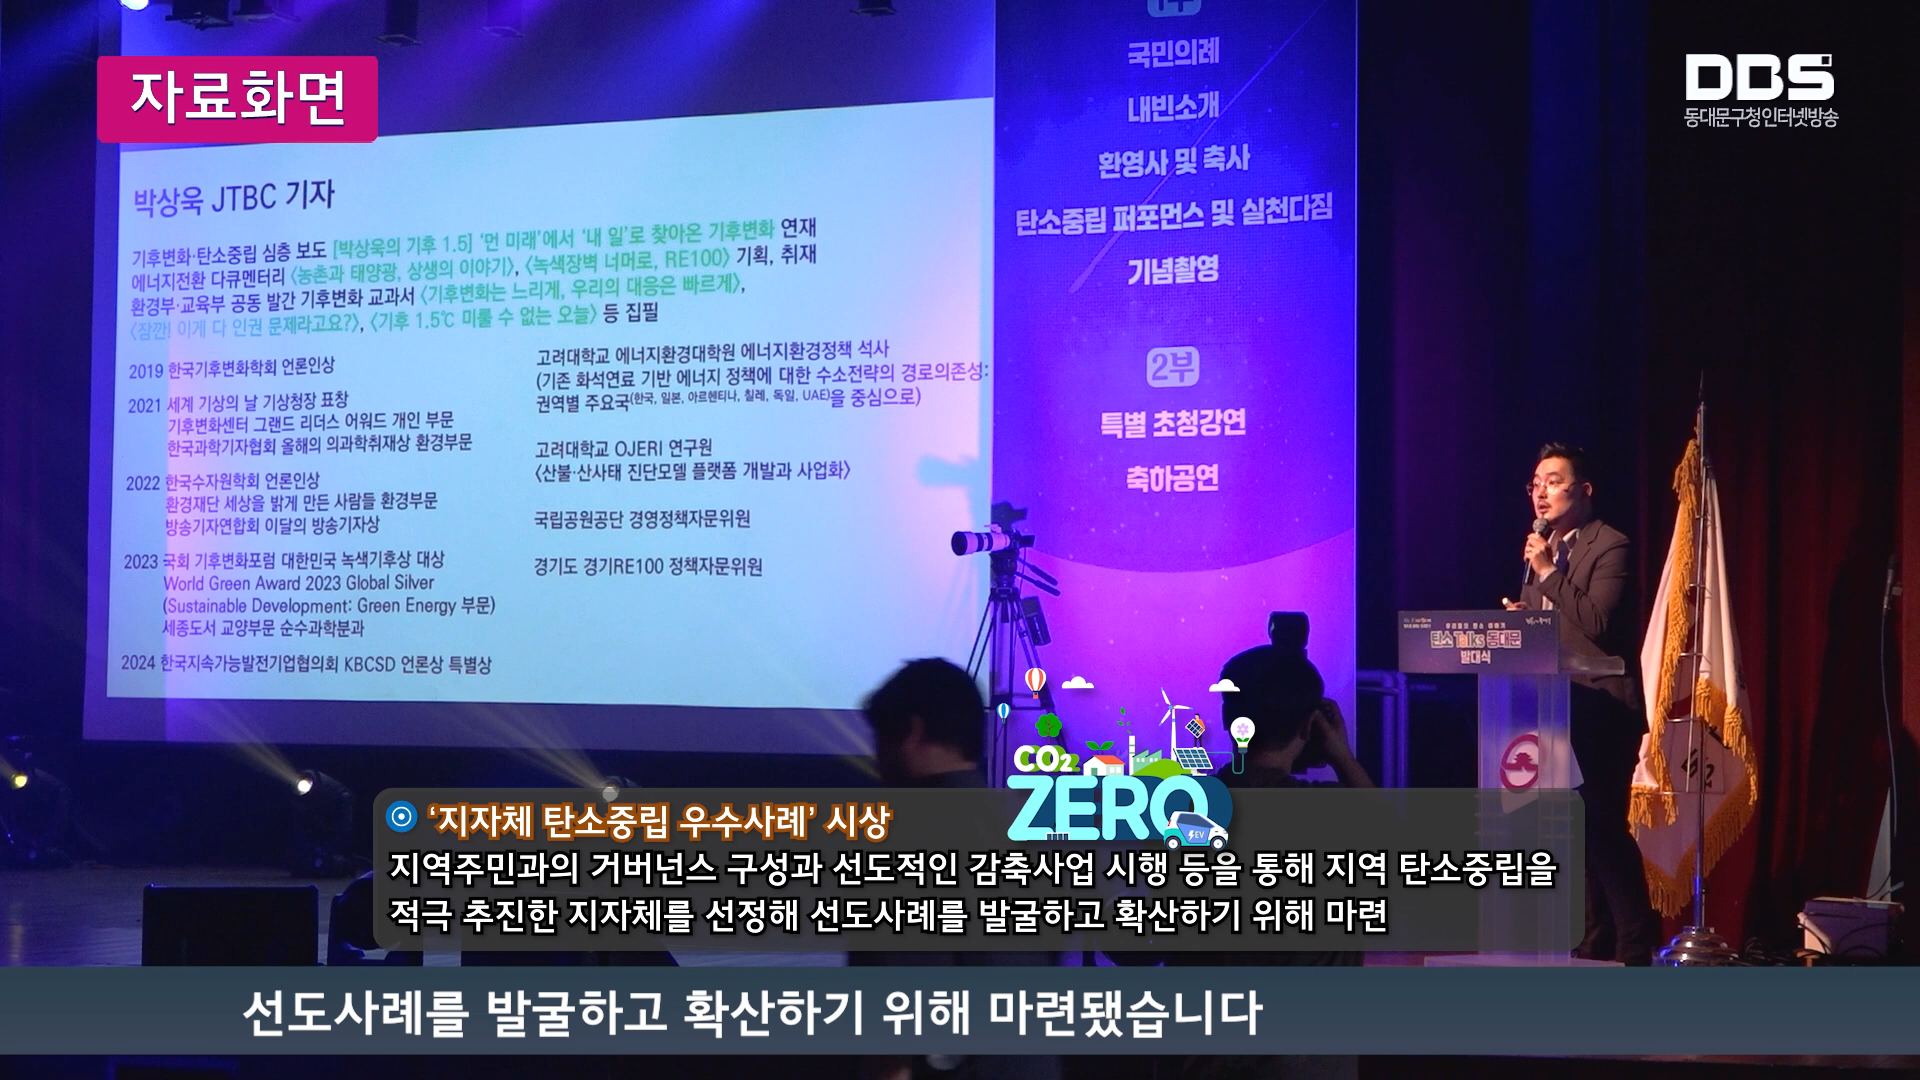 자료화면
DBS
동대문구청인터넷방송
박상욱 JTBC 기자
기후변화·탄소중립 심층 보도 [박상욱의 기후 1.5] ‘먼 미래’에서 ‘내 일’로 찾아온 기후변화 연재
에너지전환 다큐멘터리 〈농촌과 태양광, 상생의 이야기〉, 〈녹색장벽 너머로, RE100〉 기획, 취재
환경부·교육부 공동 발간 기후변화 교과서 〈기후변화는 느리게, 우리의 대응은 빠르게〉,
〈잠깐! 이게 다 인권 문제라고요?〉, 〈기후 1.5℃ 미룰 수 없는 오늘〉 등 집필
2019 한국기후변화학회 언론인상
2021 세계 기상의 날 기상청장 표창
기후변화센터 그랜드 리더스 어워드 개인 부문
한국과학기자협회 올해의 의과학취재상 환경부문
2022 한국수자원학회 언론인상
환경재단 세상을 밝게 만든 사람들 환경부문
방송기자연합회 이달의 방송기자상
2023 국회 기후변화포럼 대한민국 녹색기후상 대상
World Green Award 2023 Global Silver
(Sustainable Development: Green Energy 부문)
세종도서 교양부문 순수과학분과
2024 한국지속가능발전기업협의회 KBCSD 언론상 특별상
고려대학교 에너지환경대학원 에너지환경정책 석사
(기존 화석연료 기반 에너지 정책에 대한 수소전략의 경로의존성:
권역별 주요국(한국, 일본, 아르헨티나, 칠레, 독일, UAE)을 중심으로)
고려대학교 OJERI 연구원
〈산불·산사태 진단모델 플랫폼 개발과 사업화〉
국립공원공단 경영정책자문위원
경기도 경기RE100 정책자문위원
1부
국민의례
내빈소개
환영사 및 축사
탄소중립 퍼포먼스 및 실천다짐
기념촬영
2부
특별 초청강연
축하공연
탄소 Talks 동대문
발대식
CO2
ZERO
EV
‘지자체 탄소중립 우수사례’ 시상
지역주민과의 거버넌스 구성과 선도적인 감축사업 시행 등을 통해 지역 탄소중립을
적극 추진한 지자체를 선정해 선도사례를 발굴하고 확산하기 위해 마련
선도사례를 발굴하고 확산하기 위해 마련됐습니다